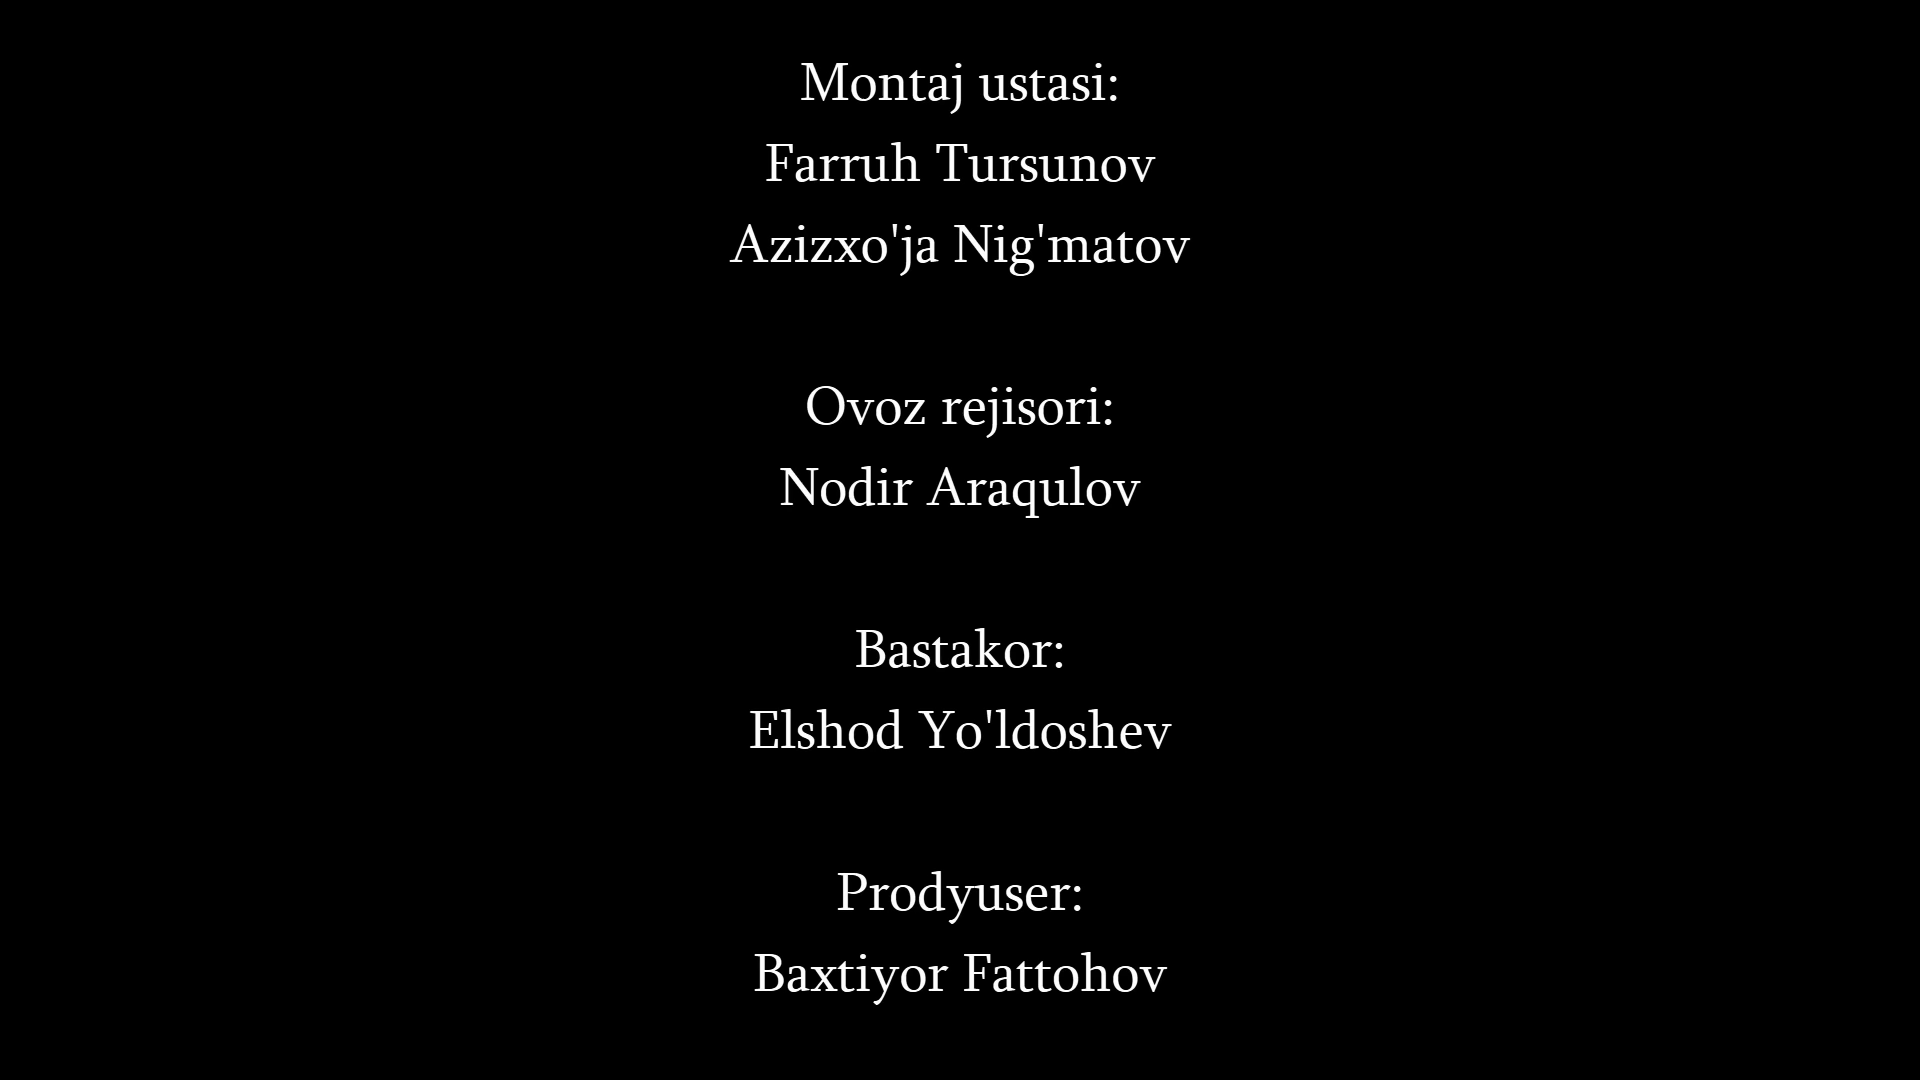 Montaj ustasi:
Farruh Tursunov
Azizxo'ja Nig'matov
Ovoz rejisori:
Nodir Araqulov
Bastakor:
Elshod Yo'ldoshev
Prodyuser:
Baxtiyor Fattohov